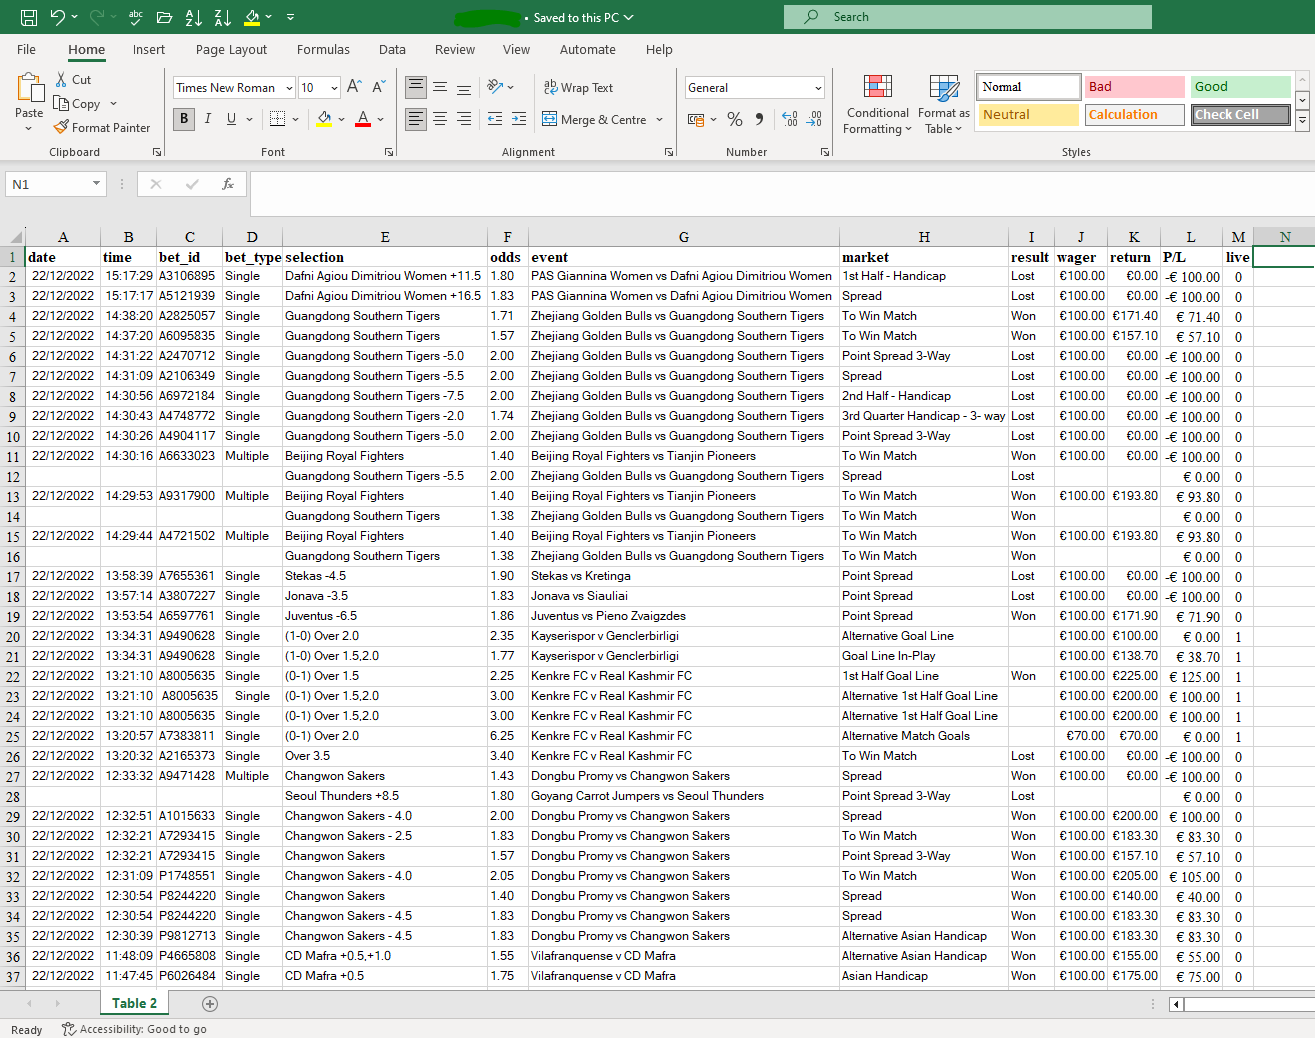 • Saved to this PC
Search
File Home Insert Page Layout Formulas Data Review View Automate Help
Paste
Cut
Copy
Format Painter
Clipboard
Times New Roman 10
B I U
Font
Wrap Text
Merge & Centre
Alignment
General
Number
Conditional Formatting
Format as Table
Normal Bad Good
Neutral Calculation Check Cell
Styles
N1 fx
A B C D E F G H I J K L M N
1 date time bet_id bet_type selection odds event market result wager return P/L live
2 22/12/2022 15:17:29 A3106895 Single Dafni Agiou Dimitriou Women +11.5 1.80 PAS Giannina Women vs Dafni Agiou Dimitriou Women 1st Half - Handicap Lost €100.00 €0.00 -€ 100.00 0
3 22/12/2022 15:17:17 A5121939 Single Dafni Agiou Dimitriou Women +16.5 1.83 PAS Giannina Women vs Dafni Agiou Dimitriou Women Spread Lost €100.00 €0.00 -€ 100.00 0
4 22/12/2022 14:38:20 A2825057 Single Guangdong Southern Tigers 1.71 Zhejiang Golden Bulls vs Guangdong Southern Tigers To Win Match Won €100.00 €171.40 € 71.40 0
5 22/12/2022 14:37:20 A6095835 Single Guangdong Southern Tigers 1.57 Zhejiang Golden Bulls vs Guangdong Southern Tigers To Win Match Won €100.00 €157.10 € 57.10 0
6 22/12/2022 14:31:22 A2470712 Single Guangdong Southern Tigers -5.0 2.00 Zhejiang Golden Bulls vs Guangdong Southern Tigers Point Spread 3-Way Lost €100.00 €0.00 -€ 100.00 0
7 22/12/2022 14:31:09 A2106349 Single Guangdong Southern Tigers -5.5 2.00 Zhejiang Golden Bulls vs Guangdong Southern Tigers Spread Lost €100.00 €0.00 -€ 100.00 0
8 22/12/2022 14:30:56 A6972184 Single Guangdong Southern Tigers -7.5 2.00 Zhejiang Golden Bulls vs Guangdong Southern Tigers 2nd Half - Handicap Lost €100.00 €0.00 -€ 100.00 0
9 22/12/2022 14:30:43 A4748772 Single Guangdong Southern Tigers -2.0 1.74 Zhejiang Golden Bulls vs Guangdong Southern Tigers 3rd Quarter Handicap - 3- way Lost €100.00 €0.00 -€ 100.00 0
10 22/12/2022 14:30:26 A4904117 Single Guangdong Southern Tigers -5.0 2.00 Zhejiang Golden Bulls vs Guangdong Southern Tigers Point Spread 3-Way Lost €100.00 €0.00 -€ 100.00 0
11 22/12/2022 14:30:16 A6633023 Multiple Beijing Royal Fighters 1.40 Beijing Royal Fighters vs Tianjin Pioneers To Win Match Won €100.00 €0.00 -€ 100.00 0
12 Guangdong Southern Tigers -5.5 2.00 Zhejiang Golden Bulls vs Guangdong Southern Tigers Spread Lost € 0.00 0
13 22/12/2022 14:29:53 A9317900 Multiple Beijing Royal Fighters 1.40 Beijing Royal Fighters vs Tianjin Pioneers To Win Match Won €100.00 €193.80 € 93.80 0
14 Guangdong Southern Tigers 1.38 Zhejiang Golden Bulls vs Guangdong Southern Tigers To Win Match Won € 0.00 0
15 22/12/2022 14:29:44 A4721502 Multiple Beijing Royal Fighters 1.40 Beijing Royal Fighters vs Tianjin Pioneers To Win Match Won €100.00 €193.80 € 93.80 0
16 Guangdong Southern Tigers 1.38 Zhejiang Golden Bulls vs Guangdong Southern Tigers To Win Match Won € 0.00 0
17 22/12/2022 13:58:39 A7655361 Single Stekas -4.5 1.90 Stekas vs Kretinga Point Spread Lost €100.00 €0.00 -€ 100.00 0
18 22/12/2022 13:57:14 A3807227 Single Jonava -3.5 1.83 Jonava vs Siauliai Point Spread Lost €100.00 €0.00 -€ 100.00 0
19 22/12/2022 13:53:54 A6597761 Single Juventus -6.5 1.86 Juventus vs Pieno Zvaigzdes Point Spread Won €100.00 €171.90 € 71.90 0
20 22/12/2022 13:34:31 A9490628 Single (1-0) Over 2.0 2.35 Kayserispor v Genclerbirligi Alternative Goal Line €100.00 €100.00 € 0.00 1
21 22/12/2022 13:34:31 A9490628 Single (1-0) Over 1.5,2.0 1.77 Kayserispor v Genclerbirligi Goal Line In-Play €100.00 €138.70 € 38.70 1
22 22/12/2022 13:21:10 A8005635 Single (0-1) Over 1.5 2.25 Kenkre FC v Real Kashmir FC 1st Half Goal Line Won €100.00 €225.00 € 125.00 1
23 22/12/2022 13:21:10 A8005635 Single (0-1) Over 1.5,2.0 3.00 Kenkre FC v Real Kashmir FC Alternative 1st Half Goal Line €100.00 €200.00 € 100.00 1
24 22/12/2022 13:21:10 A8005635 Single (0-1) Over 1.5,2.0 3.00 Kenkre FC v Real Kashmir FC Alternative 1st Half Goal Line €100.00 €200.00 € 100.00 1
25 22/12/2022 13:20:57 A7383811 Single (0-1) Over 2.0 6.25 Kenkre FC v Real Kashmir FC Alternative Match Goals €70.00 €70.00 € 0.00 1
26 22/12/2022 13:20:32 A2165373 Single Over 3.5 3.40 Kenkre FC v Real Kashmir FC To Win Match Lost €100.00 €0.00 -€ 100.00 0
27 22/12/2022 12:33:32 A9471428 Multiple Changwon Sakers 1.43 Dongbu Promy vs Changwon Sakers Spread Won €100.00 €0.00 -€ 100.00 0
28 Seoul Thunders +8.5 1.80 Goyang Carrot Jumpers vs Seoul Thunders Point Spread 3-Way Lost € 0.00 0
29 22/12/2022 12:32:51 A1015633 Single Changwon Sakers - 4.0 2.00 Dongbu Promy vs Changwon Sakers Spread Won €100.00 €200.00 € 100.00 0
30 22/12/2022 12:32:21 A7293415 Single Changwon Sakers - 2.5 1.83 Dongbu Promy vs Changwon Sakers To Win Match Won €100.00 €183.30 € 83.30 0
31 22/12/2022 12:32:21 A7293415 Single Changwon Sakers 1.57 Dongbu Promy vs Changwon Sakers Point Spread 3-Way Won €100.00 €157.10 € 57.10 0
32 22/12/2022 12:31:09 P1748551 Single Changwon Sakers - 4.0 2.05 Dongbu Promy vs Changwon Sakers To Win Match Won €100.00 €205.00 € 105.00 0
33 22/12/2022 12:30:54 P8244220 Single Changwon Sakers 1.40 Dongbu Promy vs Changwon Sakers Spread Won €100.00 €140.00 € 40.00 0
34 22/12/2022 12:30:54 P8244220 Single Changwon Sakers - 4.5 1.83 Dongbu Promy vs Changwon Sakers Spread Won €100.00 €183.30 € 83.30 0
35 22/12/2022 12:30:39 P9812713 Single Changwon Sakers - 4.5 1.83 Dongbu Promy vs Changwon Sakers Alternative Asian Handicap Won €100.00 €183.30 € 83.30 0
36 22/12/2022 11:48:09 P4665808 Single CD Mafra +0.5,+1.0 1.55 Vilafranquense v CD Mafra Alternative Asian Handicap Won €100.00 €155.00 € 55.00 0
37 22/12/2022 11:47:45 P6026484 Single CD Mafra +0.5 1.75 Vilafranquense v CD Mafra Asian Handicap Won €100.00 €175.00 € 75.00 0
Table 2
Ready Accessibility: Good to go